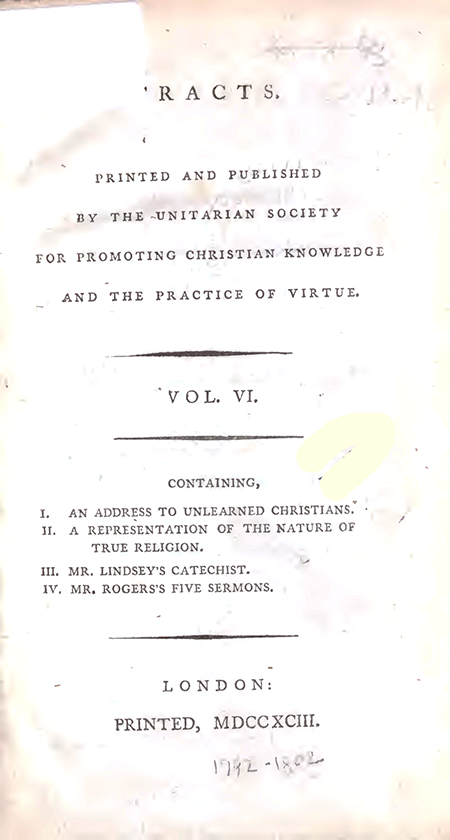 'RACTS.
PRINTED AND PUBLISHED
BY THE UNITARIAN SOCIETY
FOR PROMOTING CHRISTIAN KNOWLEDGE
AND THE PRACTICE OF VIRTUE.
VOL. VI.
CONTAINING,
I. AN ADDRESS TO UNLEARNED CHRISTIANS.
II. A REPRESENTATION OF THE NATURE OF
TRUE RELIGION.
III. MR. LINDSEY'S CATECHIST.
IV. MR. ROGERS'S FIVE SERMONS.
LONDON:
PRINTED, MDCCXCIII.
1792-1802